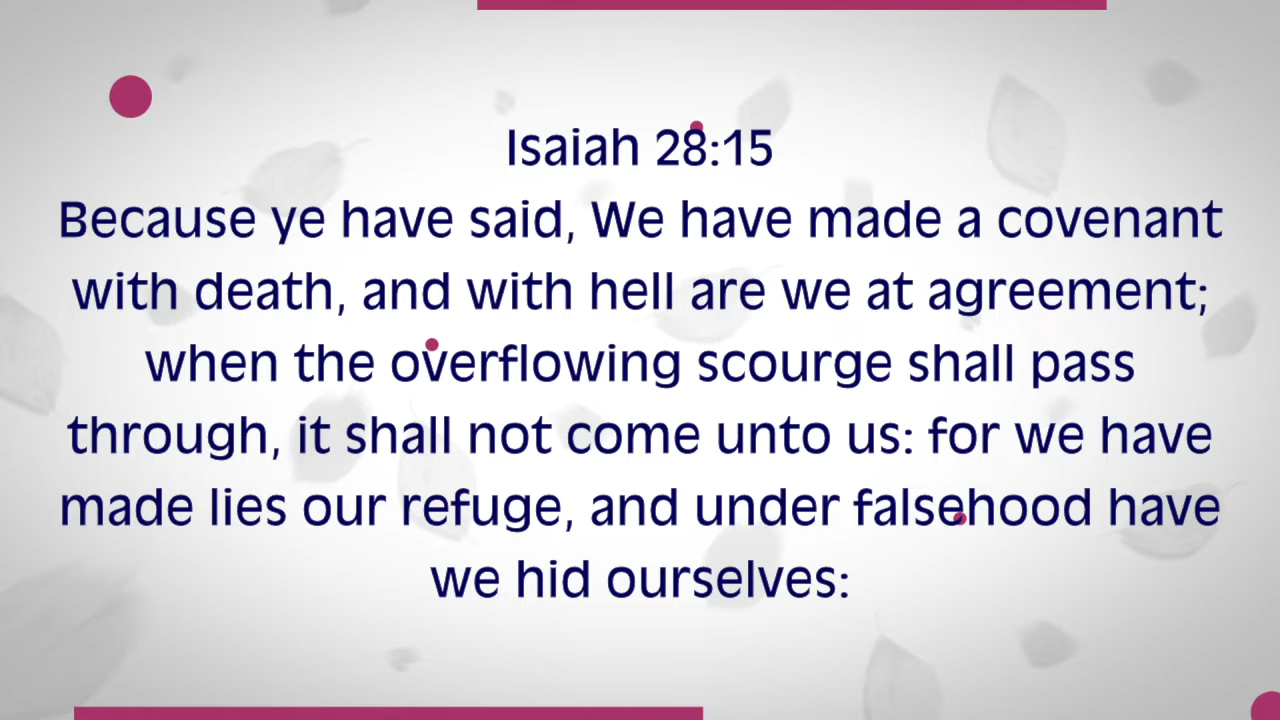 Isaiah 28:15
Because ye have said, We have made a covenant
with death, and with hell are we at agreement;
when the overflowing scourge shall pass
through, it shall not come unto us: for we have
made lies our refuge, and under falsehood have
we hid ourselves: